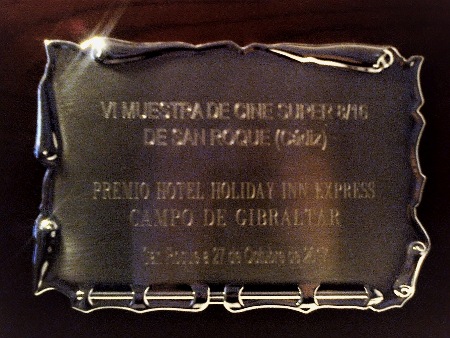 VI MUESTRA DE CINE SUPER 8/16
DE SAN ROQUE (Cádiz)
PREMIO HOTEL HOLIDAY INN EXPRESS
CAMPO DE GIBRALTAR
San Roque a 27 de Octubre de 2017